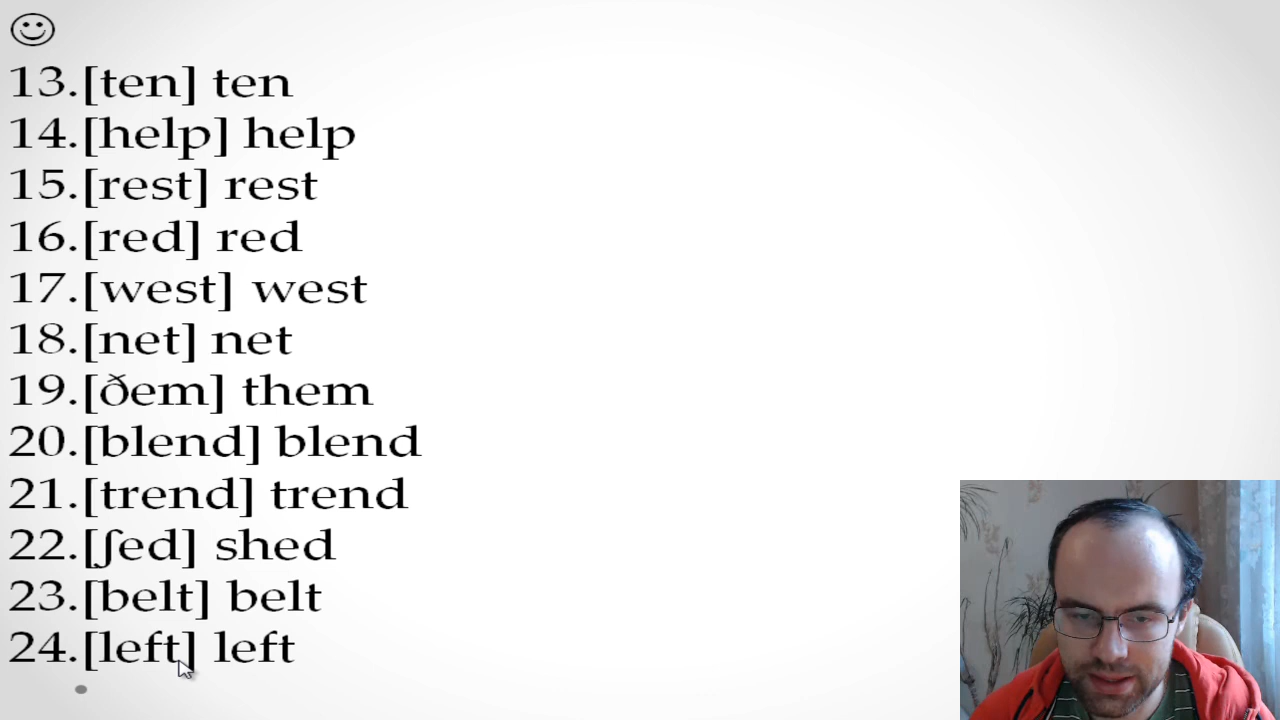 13.[ten] ten
14.[help] help
15.[rest] rest
16.[red] red
17.[west] west
18.[net] net
19.[ðem] them
20.[blend] blend
21.[trend] trend
22.[ʃed] shed
23.[belt] belt
24.[left] left